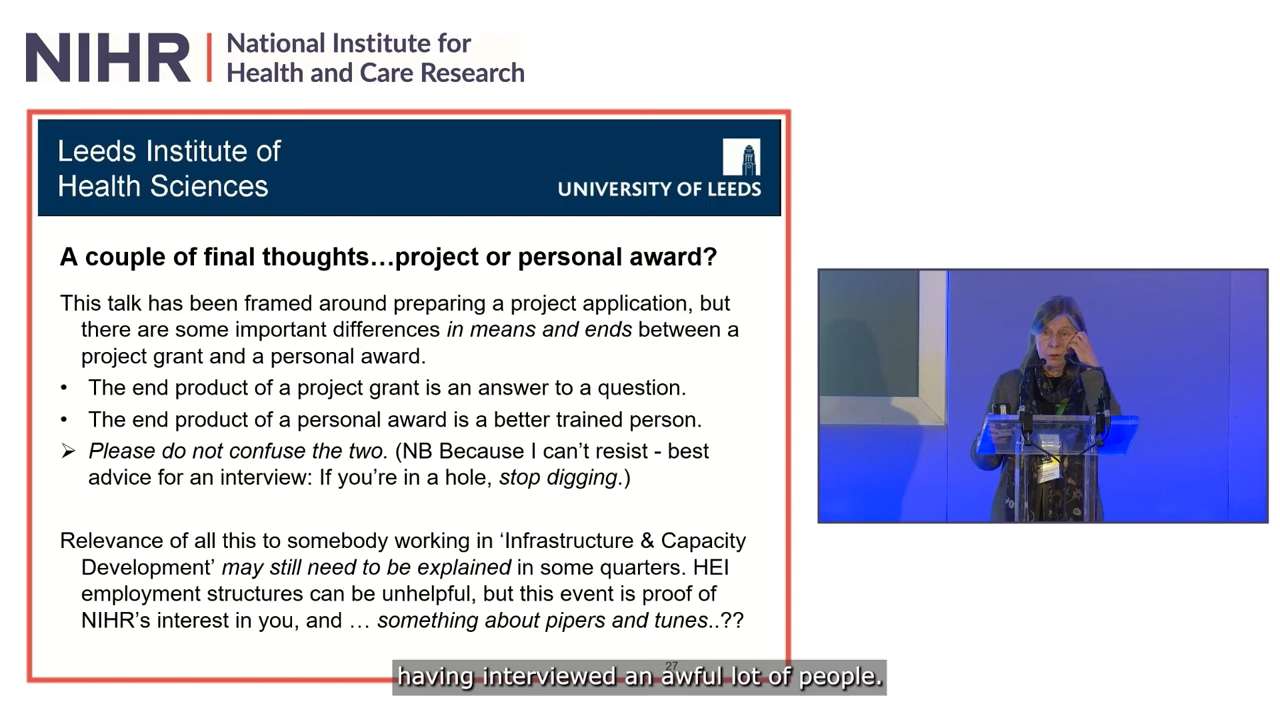 NIHR | National Institute for
Health and Care Research
Leeds Institute of
Health Sciences
UNIVERSITY OF LEEDS
A couple of final thoughts…project or personal award?
This talk has been framed around preparing a project application, but
there are some important differences in means and ends between a
project grant and a personal award.
• The end product of a project grant is an answer to a question.
• The end product of a personal award is a better trained person.
➢ Please do not confuse the two. (NB Because I can’t resist - best
advice for an interview: If you’re in a hole, stop digging.)
Relevance of all this to somebody working in ‘Infrastructure & Capacity
Development’ may still need to be explained in some quarters. HEI
employment structures can be unhelpful, but this event is proof of
NIHR’s interest in you, and … something about pipers and tunes..??
27
having interviewed an awful lot of people.